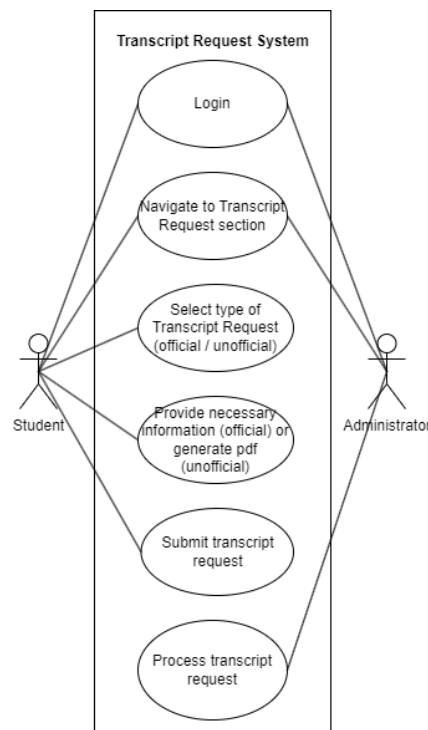 Transcript Request System
Login
Navigate to Transcript
Request section
Select type of
Transcript Request
(official / unofficial)
Student
Administrator
Provide necessary
information (official) or
generate pdf
(unofficial)
Submit transcript
request
Process transcript
request